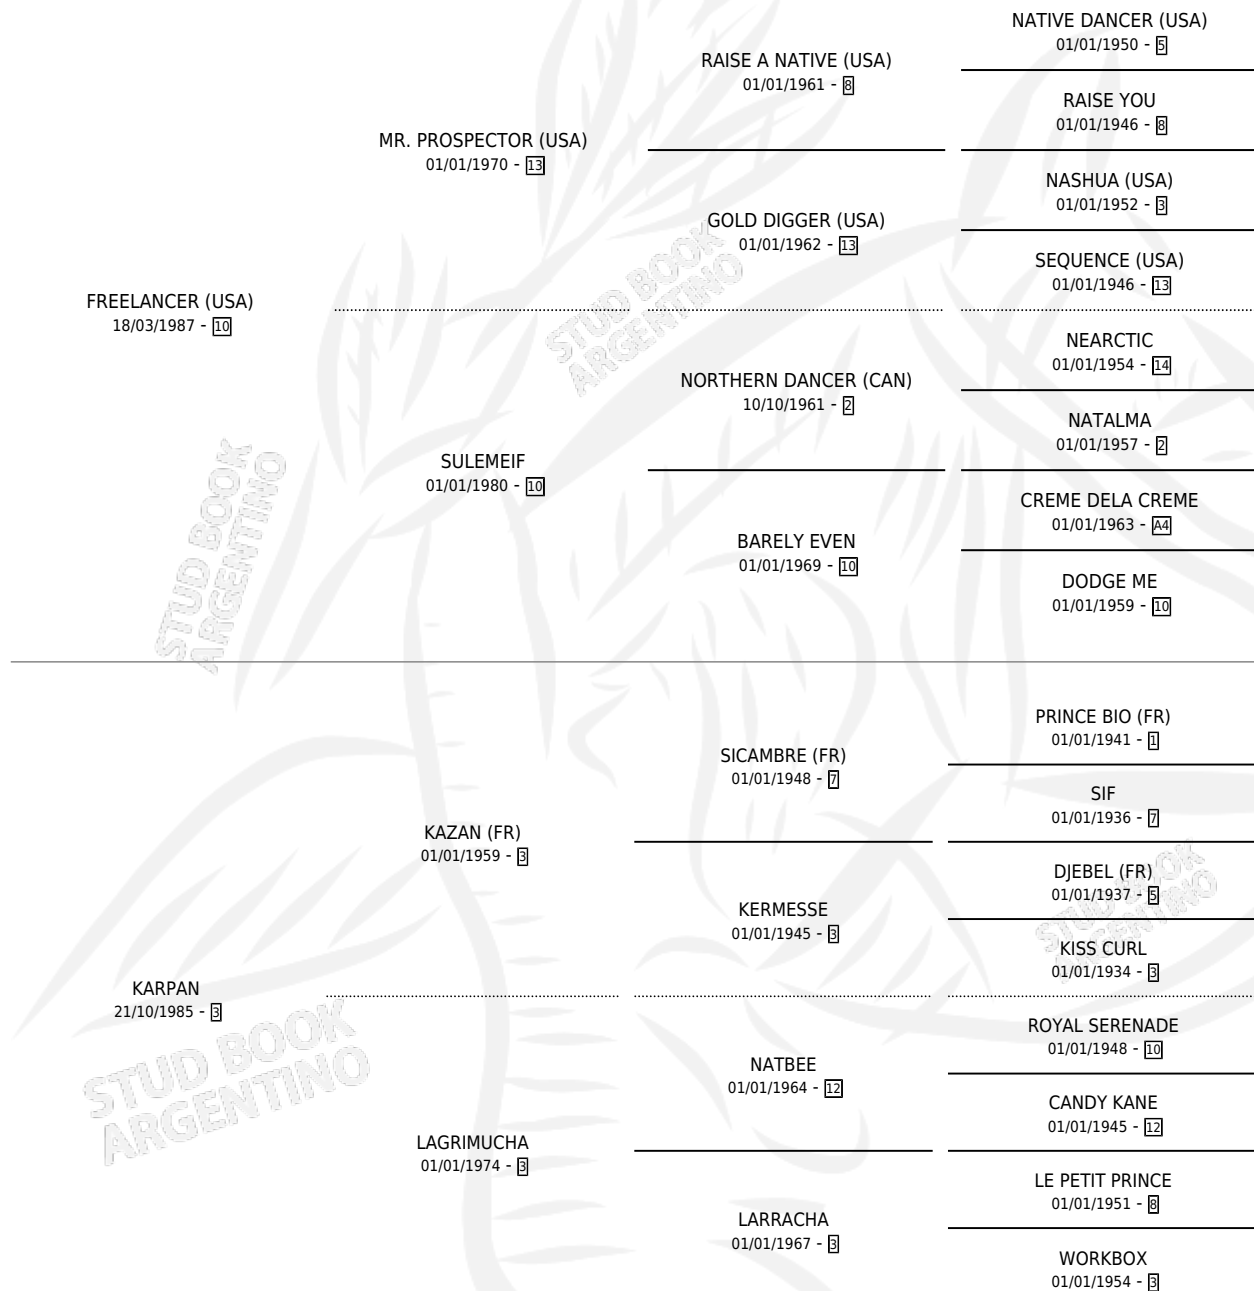 NATIVE DANCER (USA)
01/01/1950 - 5
RAISE A NATIVE (USA)
01/01/1961 - 8
RAISE YOU
01/01/1946 - 8
MR. PROSPECTOR (USA)
01/01/1970 - 13
NASHUA (USA)
01/01/1952 - 3
GOLD DIGGER (USA)
01/01/1962 - 13
SEQUENCE (USA)
01/01/1946 - 13
FREELANCER (USA)
18/03/1987 - 10
NEARCTIC
01/01/1954 - 14
NORTHERN DANCER (CAN)
10/10/1961 - 2
NATALMA
01/01/1957 - 2
SULEMEIF
01/01/1980 - 10
CREME DELA CREME
01/01/1963 - A4
BARELY EVEN
01/01/1969 - 10
DODGE ME
01/01/1959 - 10
PRINCE BIO (FR)
01/01/1941 - 1
SICAMBRE (FR)
01/01/1948 - 7
SIF
01/01/1936 - 7
KAZAN (FR)
01/01/1959 - 3
DJEBEL (FR)
01/01/1937 - 5
KERMESSE
01/01/1945 - 3
KISS CURL
01/01/1934 - 3
KARPAN
21/10/1985 - 3
ROYAL SERENADE
01/01/1948 - 10
NATBEE
01/01/1964 - 12
CANDY KANE
01/01/1945 - 12
LAGRIMUCHA
01/01/1974 - 3
LE PETIT PRINCE
01/01/1951 - 8
LARRACHA
01/01/1967 - 3
WORKBOX
01/01/1954 - 3
STUD BOOK
ARGENTINO
STUD BOOK
ARGENTINO
STUD BOOK
ARGENTINO
STUD BOOK
ARGENTINO